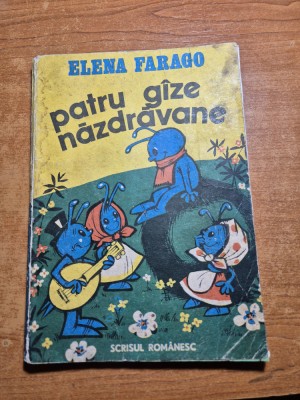 ELENA FARAGO
patru gîze
năzdrăvane
SCRISUL ROMÂNESC